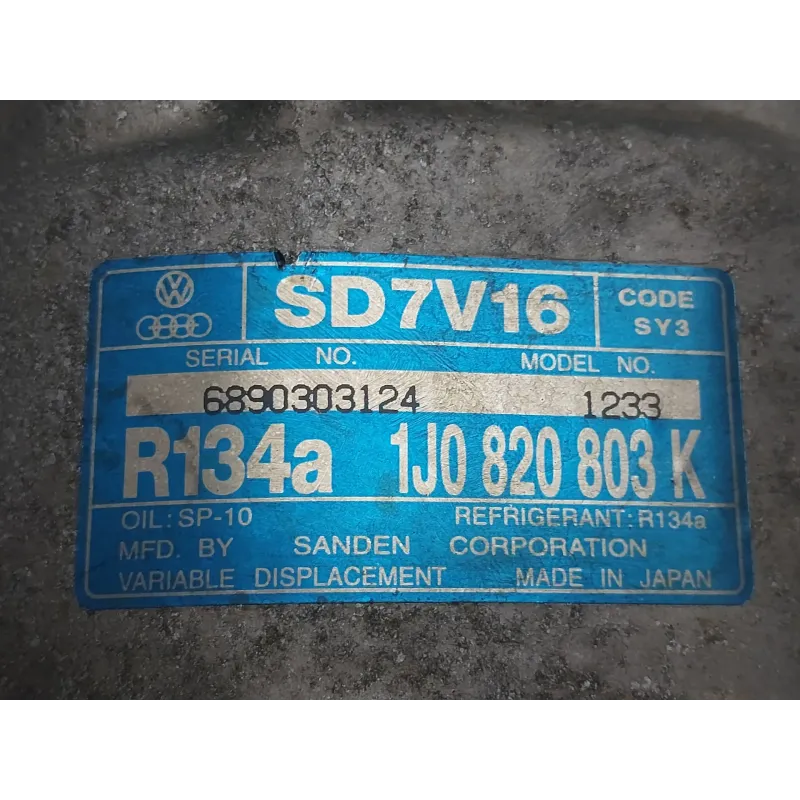 SD7V16 CODE
SY3
SERIAL NO. MODEL NO.
6890303124 1233
R134a 1J0 820 803 K
OIL: SP-10 REFRIGERANT: R134a
MFD. BY SANDEN CORPORATION
VARIABLE DISPLACEMENT MADE IN JAPAN